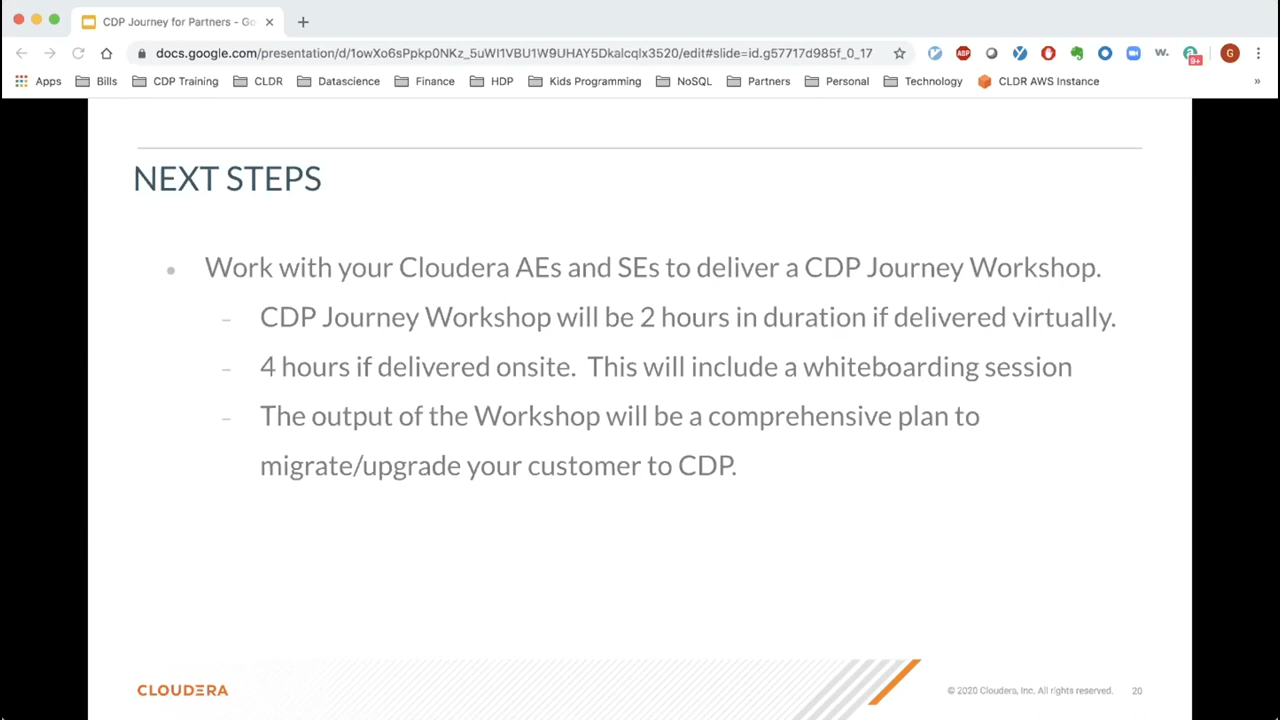 CDP Journey for Partners - Go
docs.google.com/presentation/d/1owXo6sPpkp0NKz_5uWl1VBU1W9UHAY5Dkalcqlx3520/edit#slide=id.g57717d985f_0_17
ABP
w.
9+
G
Apps Bills CDP Training CLDR Datascience Finance HDP Kids Programming NoSQL Partners Personal Technology CLDR AWS Instance »
NEXT STEPS
• Work with your Cloudera AEs and SEs to deliver a CDP Journey Workshop.
– CDP Journey Workshop will be 2 hours in duration if delivered virtually.
– 4 hours if delivered onsite. This will include a whiteboarding session
– The output of the Workshop will be a comprehensive plan to
migrate/upgrade your customer to CDP.
CLOUDERA
© 2020 Cloudera, Inc. All rights reserved. 20